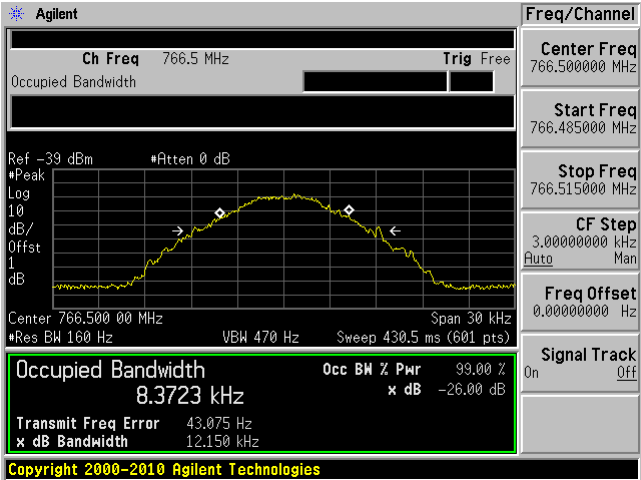 Agilent
Freq/Channel
Ch Freq 766.5 MHz Trig Free
Occupied Bandwidth
Center Freq
766.500000 MHz
Start Freq
766.485000 MHz
Stop Freq
766.515000 MHz
CF Step
3.00000000 kHz
Auto Man
Freq Offset
0.00000000 Hz
Signal Track
On Off
Ref -39 dBm #Atten 0 dB
#Peak
Log
10
dB/
Offst
1
dB
Center 766.500 00 MHz Span 30 kHz
#Res BW 160 Hz VBW 470 Hz Sweep 430.5 ms (601 pts)
Occupied Bandwidth Occ BW % Pwr 99.00 %
8.3723 kHz x dB -26.00 dB
Transmit Freq Error 43.075 Hz
x dB Bandwidth 12.150 kHz
Copyright 2000-2010 Agilent Technologies